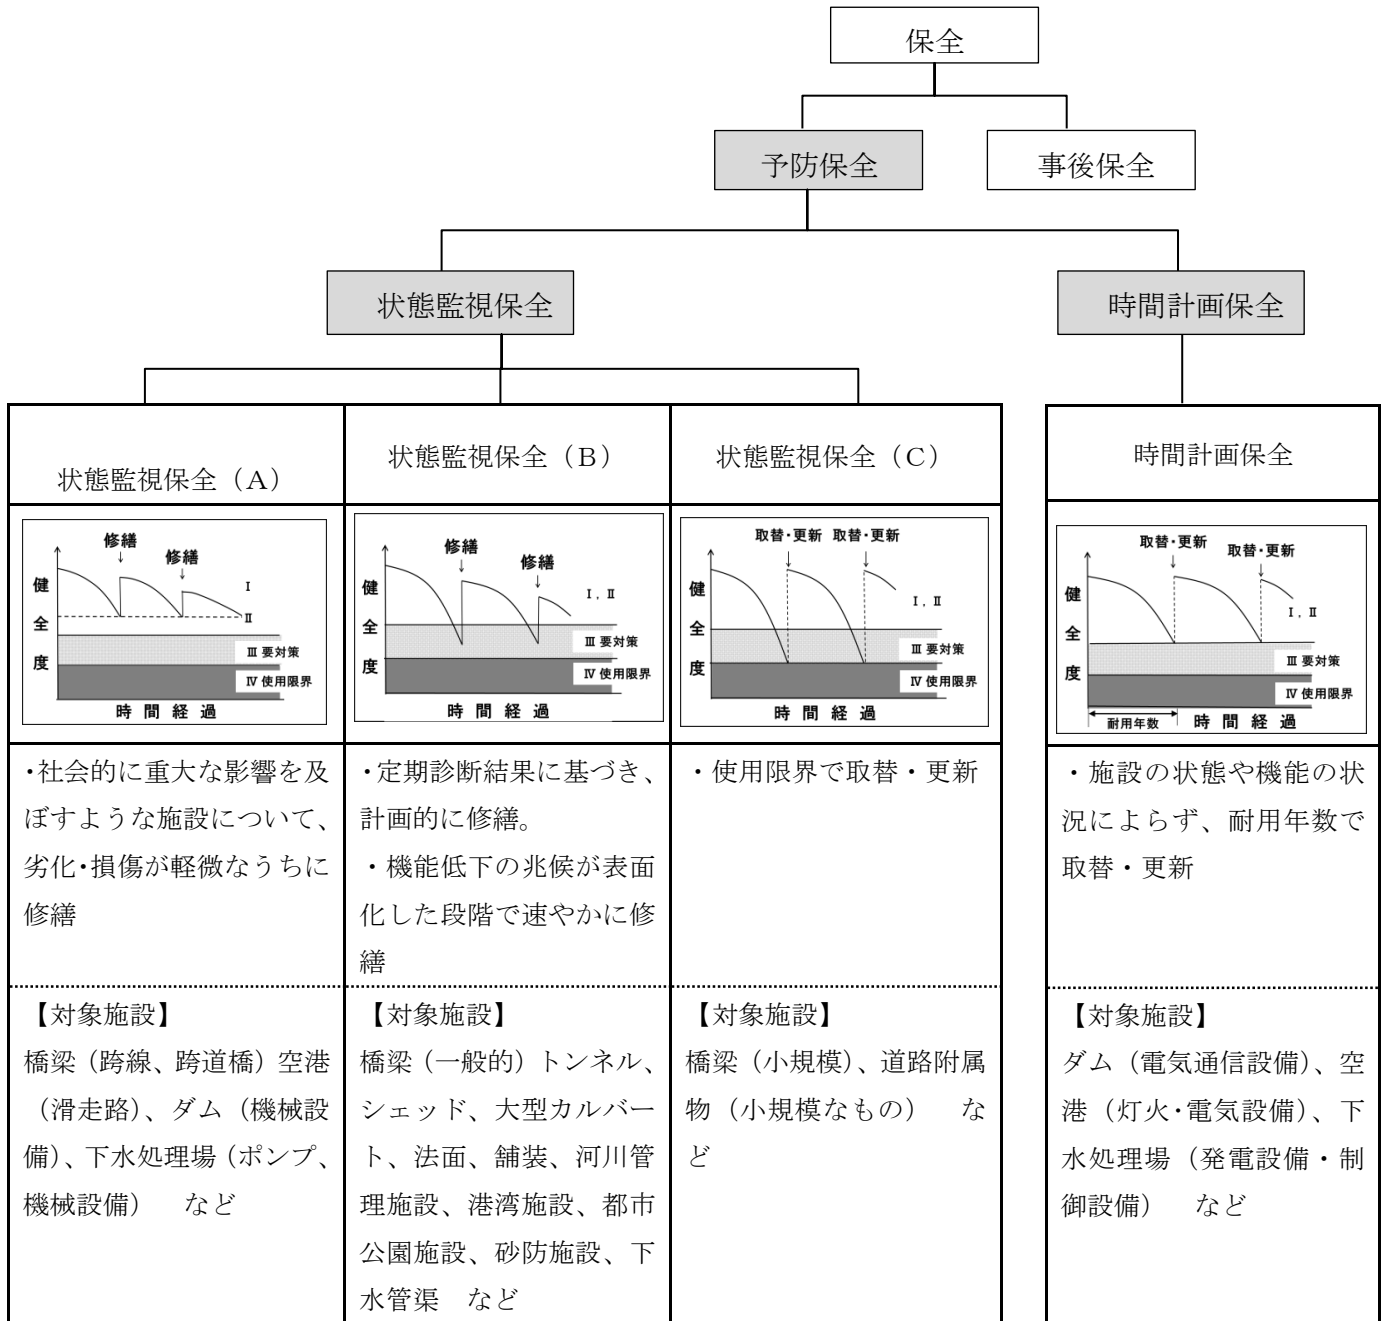 保全
予防保全
事後保全
状態監視保全
時間計画保全
状態監視保全（A）
状態監視保全（B）
状態監視保全（C）
時間計画保全
修繕
修繕
健
全
度
Ⅰ
Ⅱ
Ⅲ 要対策
Ⅳ 使用限界
時間経過
修繕
修繕
健
全
度
Ⅰ, Ⅱ
Ⅲ 要対策
Ⅳ 使用限界
時間経過
取替・更新 取替・更新
健
全
度
Ⅰ, Ⅱ
Ⅲ 要対策
Ⅳ 使用限界
時間経過
取替・更新
取替・更新
健
全
度
Ⅰ, Ⅱ
Ⅲ 要対策
Ⅳ 使用限界
耐用年数
時間経過
・社会的に重大な影響を及
ぼすような施設について、
劣化・損傷が軽微なうちに
修繕
・定期診断結果に基づき、
計画的に修繕。
・機能低下の兆候が表面
化した段階で速やかに修
繕
・使用限界で取替・更新
・施設の状態や機能の状
況によらず、耐用年数で
取替・更新
【対象施設】
橋梁（跨線、跨道橋）空港
（滑走路）、ダム（機械設
備）、下水処理場（ポンプ、
機械設備）　など
【対象施設】
橋梁（一般的）トンネル、
シェッド、大型カルバー
ト、法面、舗装、河川管
理施設、港湾施設、都市
公園施設、砂防施設、下
水管渠　など
【対象施設】
橋梁（小規模）、道路附属
物（小規模なもの）　な
ど
【対象施設】
ダム（電気通信設備）、空
港（灯火・電気設備）、下
水処理場（発電設備・制
御設備）　など